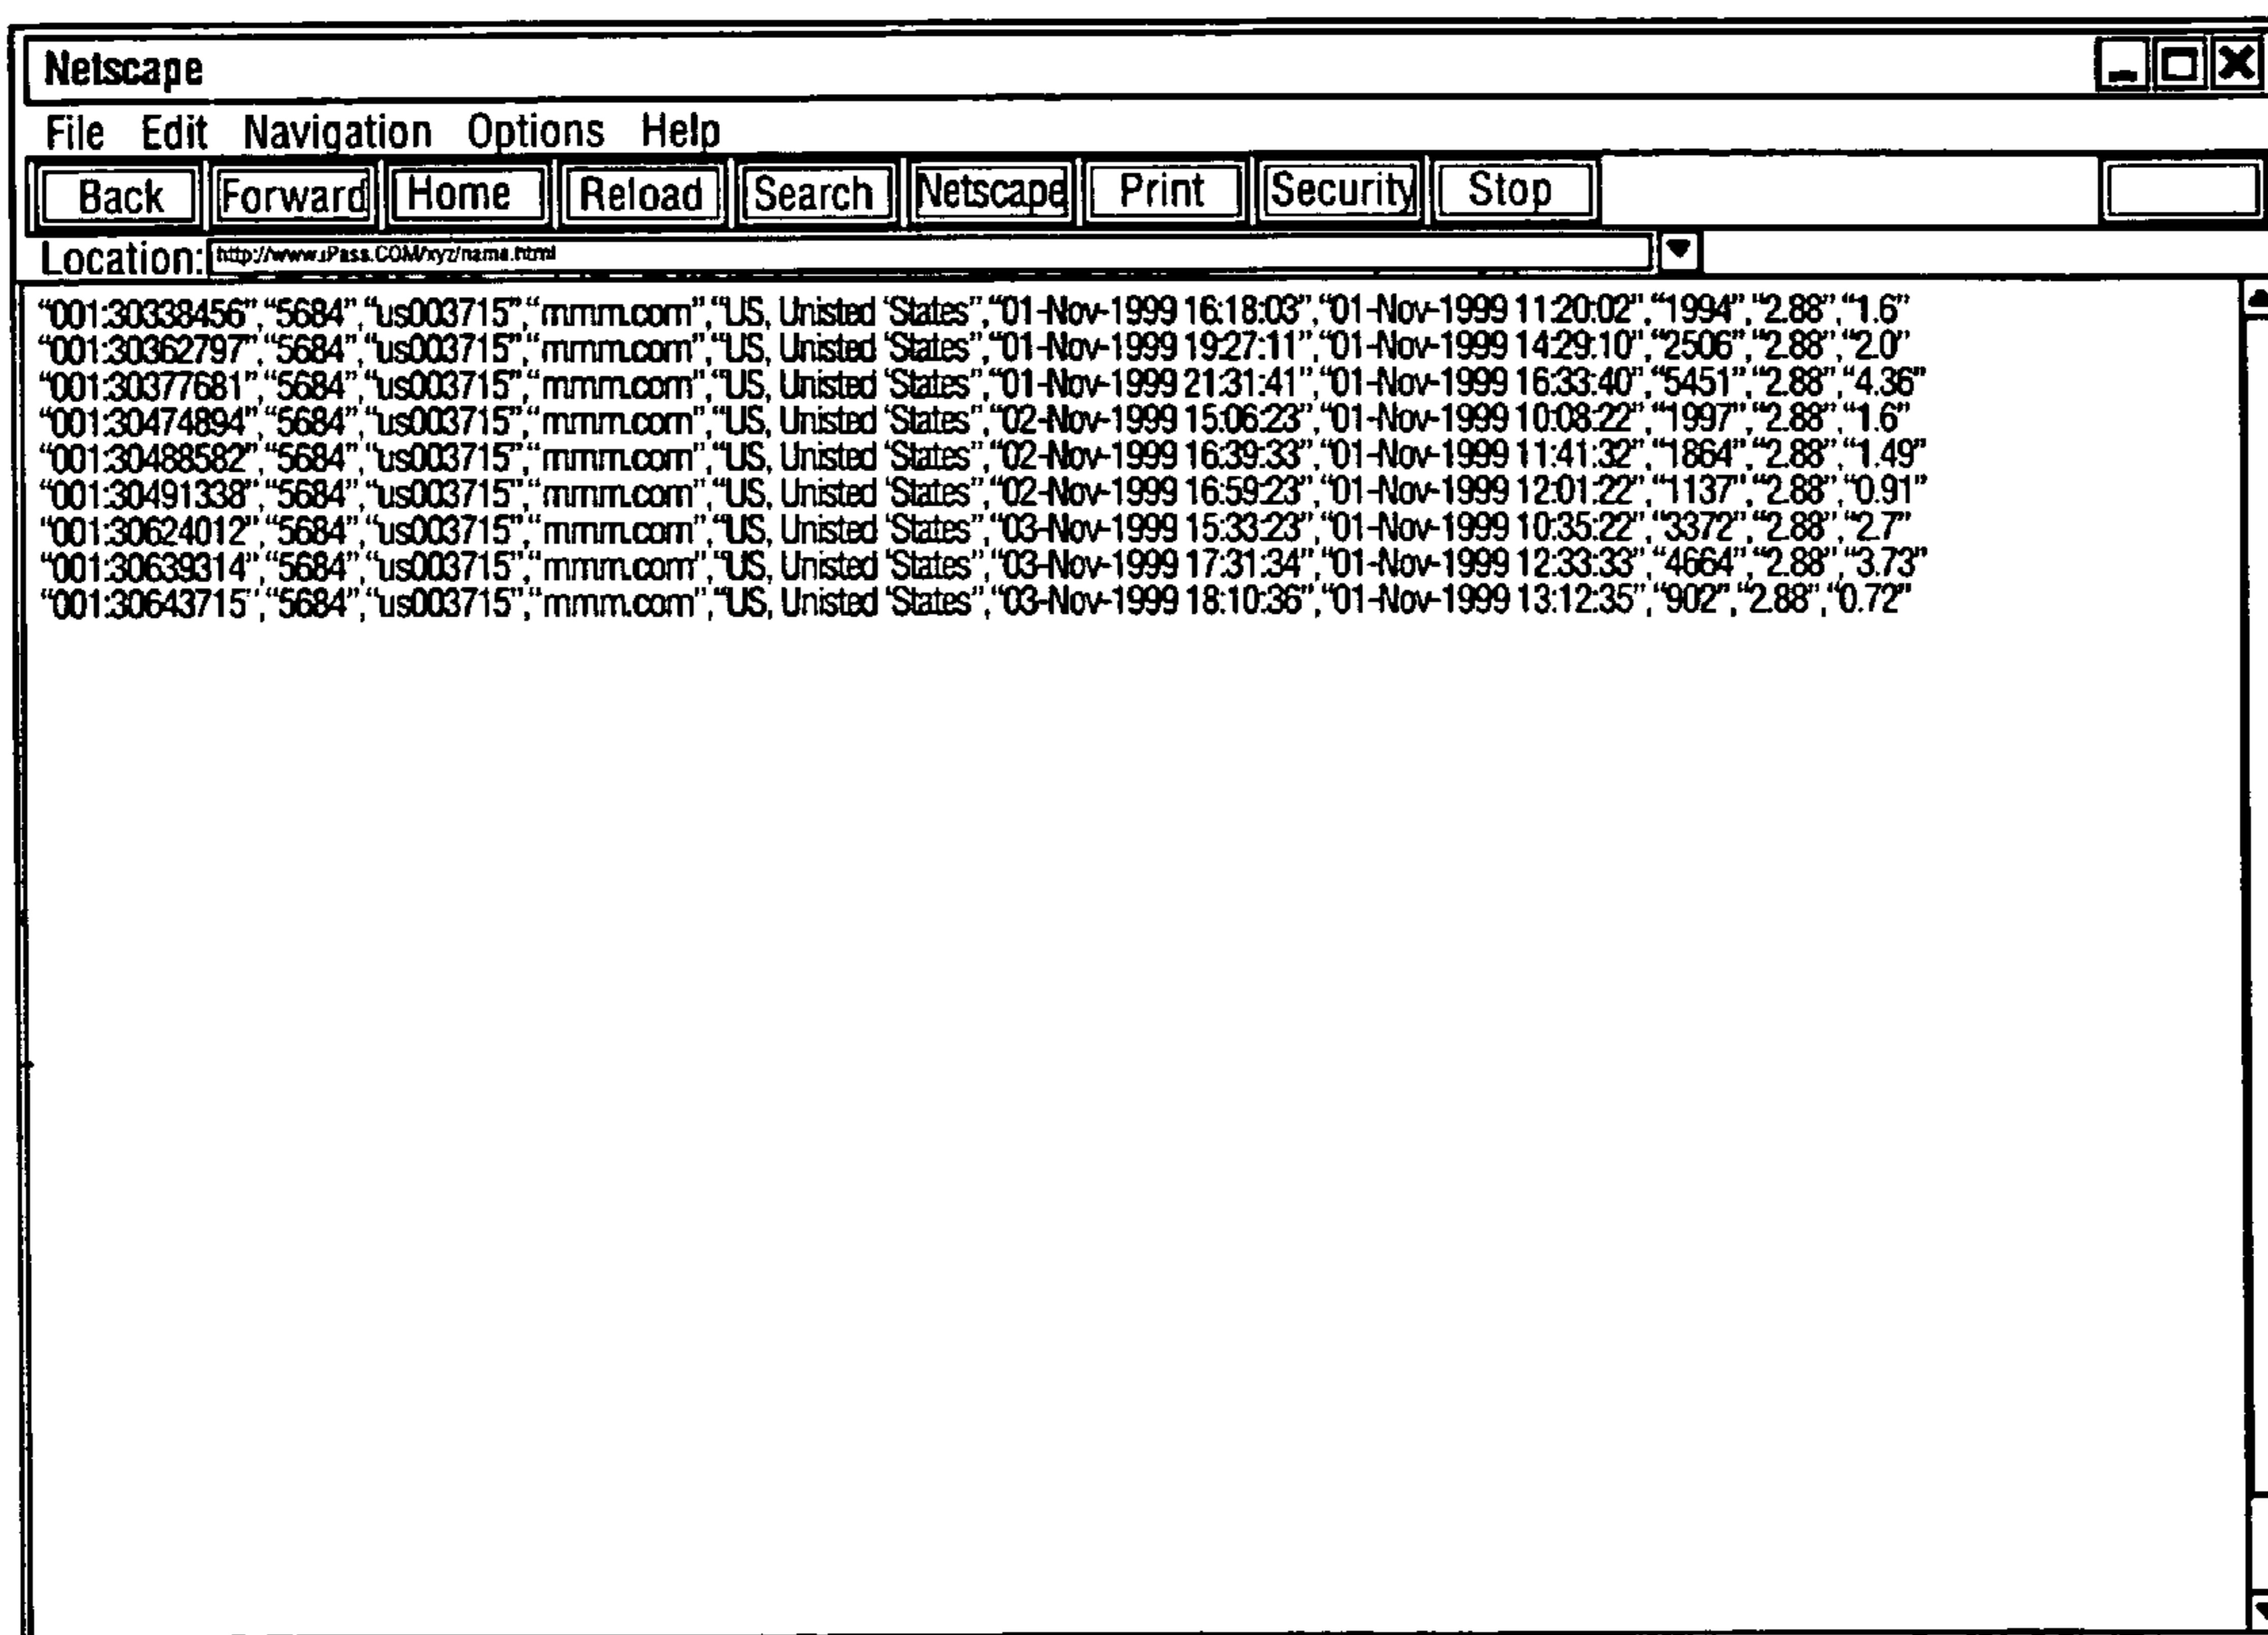 Netscape
File Edit Navigation Options Help
Back Forward Home Reload Search Netscape Print Security Stop
Location: http://www.iPass.COM/xyz/name.html
“001:30338456”,“5684”,“us003715”,“mmm.com”,“US, Unisted ‘States”,“01-Nov-1999 16:18:03”,“01-Nov-1999 11:20:02”,“1994”,“2.88”,“1.6”
“001:30362797”,“5684”,“us003715”,“mmm.com”,“US, Unisted ‘States”,“01-Nov-1999 19:27:11”,“01-Nov-1999 14:29:10”,“2506”,“2.88”,“2.0”
“001:30377681”,“5684”,“us003715”,“mmm.com”,“US, Unisted ‘States”,“01-Nov-1999 21:31:41”,“01-Nov-1999 16:33:40”,“5451”,“2.88”,“4.36”
“001:30474894”,“5684”,“us003715”,“mmm.com”,“US, Unisted ‘States”,“02-Nov-1999 15:06:23”,“01-Nov-1999 10:08:22”,“1997”,“2.88”,“1.6”
“001:30488582”,“5684”,“us003715”,“mmm.com”,“US, Unisted ‘States”,“02-Nov-1999 16:39:33”,“01-Nov-1999 11:41:32”,“1864”,“2.88”,“1.49”
“001:30491338”,“5684”,“us003715”,“mmm.com”,“US, Unisted ‘States”,“02-Nov-1999 16:59:23”,“01-Nov-1999 12:01:22”,“1137”,“2.88”,“0.91”
“001:30624012”,“5684”,“us003715”,“mmm.com”,“US, Unisted ‘States”,“03-Nov-1999 15:33:23”,“01-Nov-1999 10:35:22”,“3372”,“2.88”,“2.7”
“001:30639314”,“5684”,“us003715”,“mmm.com”,“US, Unisted ‘States”,“03-Nov-1999 17:31:34”,“01-Nov-1999 12:33:33”,“4664”,“2.88”,“3.73”
“001:30643715”,“5684”,“us003715”,“mmm.com”,“US, Unisted ‘States”,“03-Nov-1999 18:10:36”,“01-Nov-1999 13:12:35”,“902”,“2.88”,“0.72”